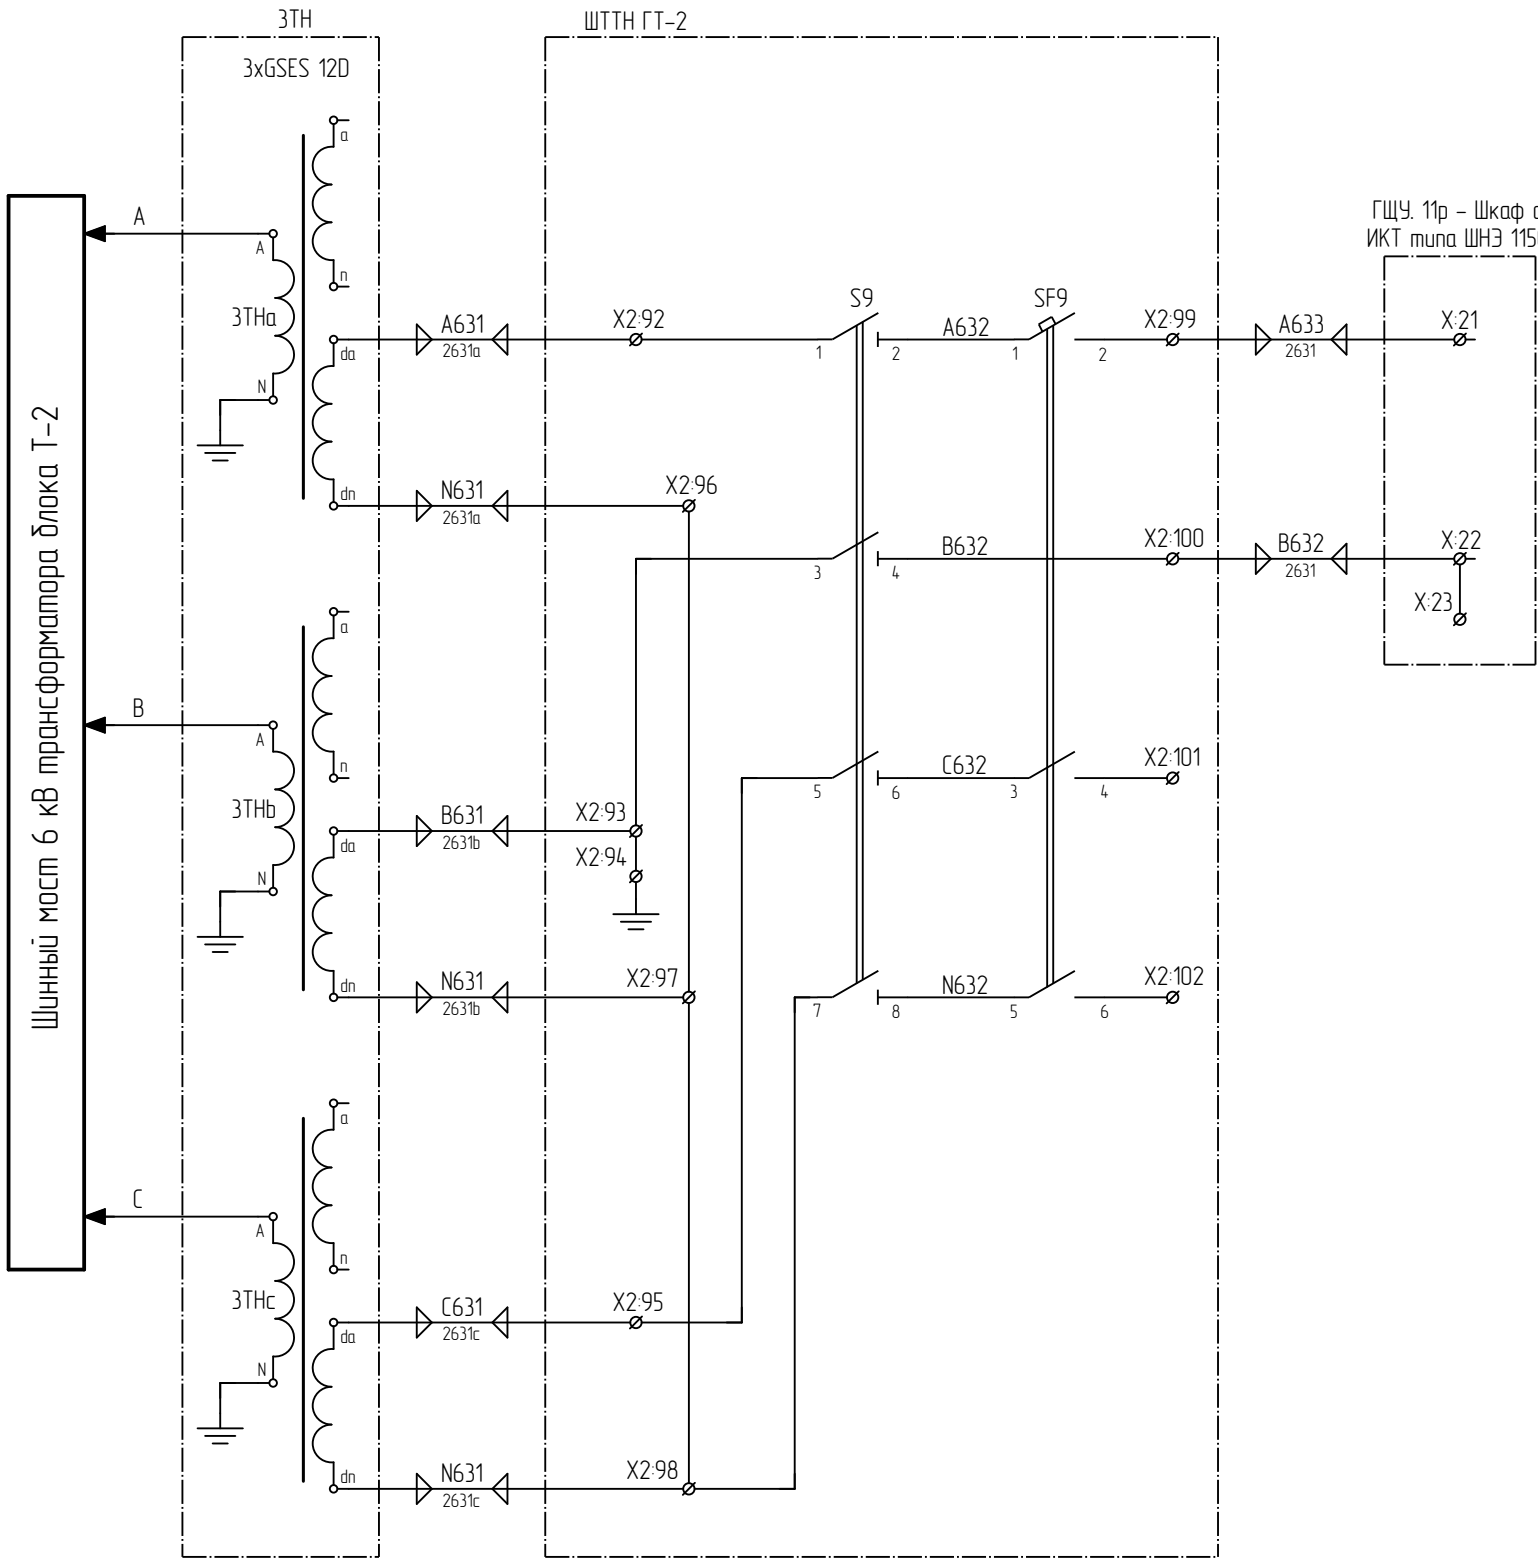 3ТН
ШТТН ГТ-2
3xGSES 12D
a
n
A
A
3ТНа
N
da
dn
A631
2631a
N631
2631a
X2:92
X2:96
S9
1
2
A632
SF9
1
2
X2:99
A633
2631
ГЩУ. 11р - Шкаф
ИКТ типа ШНЭ
X:21
3
4
B632
X2:100
B632
2631
X:22
X:23
Шинный мост 6 кВ трансформатора блока Т-2
B
a
n
A
3ТНb
N
da
dn
B631
2631b
N631
2631b
X2:93
X2:94
X2:97
5
6
C632
3
4
X2:101
7
8
N632
5
6
X2:102
C
a
n
A
3ТНс
N
da
dn
C631
2631c
N631
2631c
X2:95
X2:98